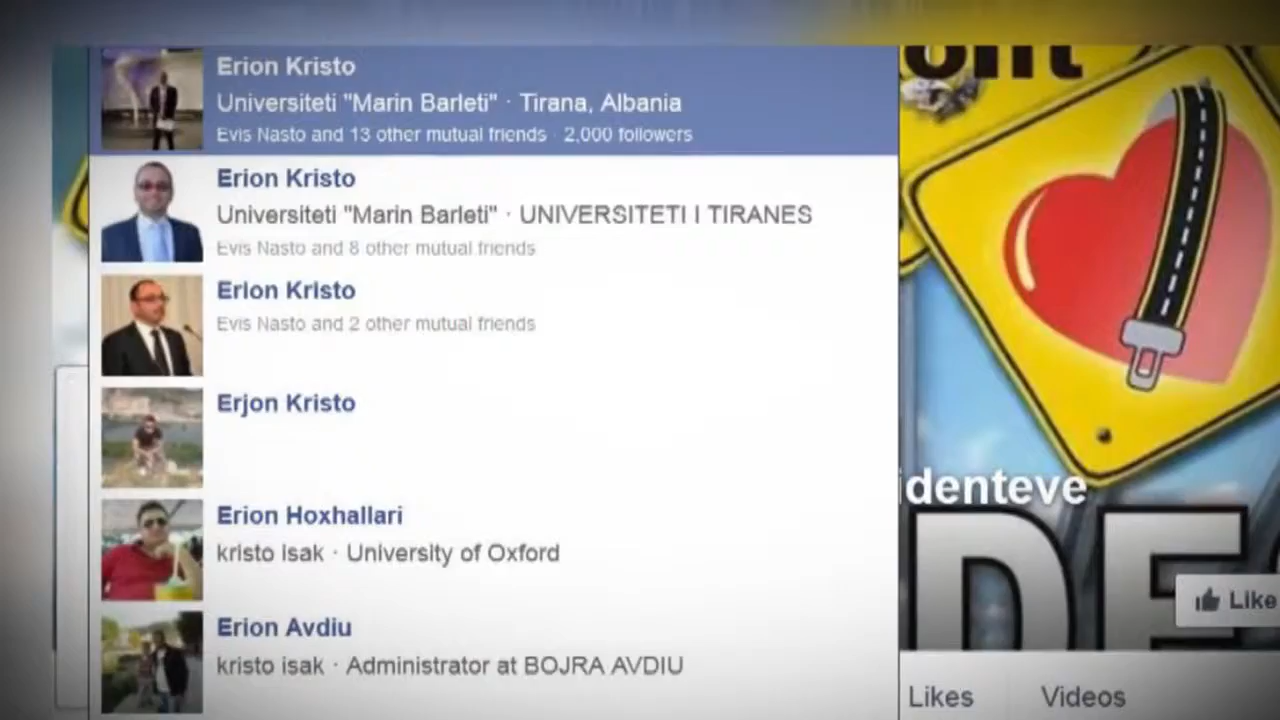 Erion Kristo
Universiteti "Marin Barleti" · Tirana, Albania
Evis Nasto and 13 other mutual friends · 2,000 followers
Erion Kristo
Universiteti "Marin Barleti" · UNIVERSITETI I TIRANES
Evis Nasto and 8 other mutual friends
Erion Kristo
Evis Nasto and 2 other mutual friends
Erjon Kristo
Erion Hoxhallari
kristo isak · University of Oxford
Erion Avdiu
kristo isak · Administrator at BOJRA AVDIU
identeve
DE
Like
Likes
Videos